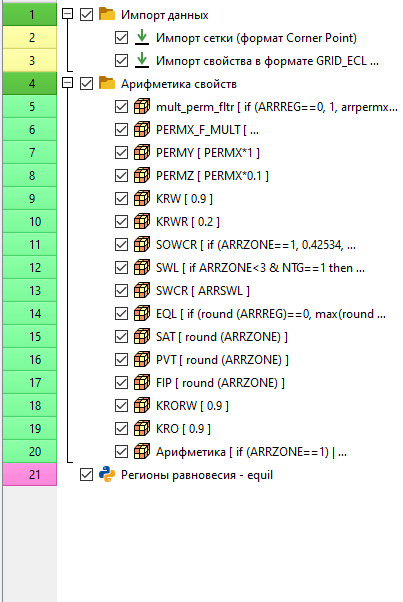 1 Импорт данных
2 Импорт сетки (формат Corner Point)
3 Импорт свойства в формате GRID_ECL ...
4 Арифметика свойств
5 mult_perm_fltr [ if (ARRREG==0, 1, arrpermx...
6 PERMX_F_MULT [ ...
7 PERMY [ PERMX*1 ]
8 PERMZ [ PERMX*0.1 ]
9 KRW [ 0.9 ]
10 KRWR [ 0.2 ]
11 SOWCR [ if (ARRZONE==1, 0.42534, ...
12 SWL [ if ARRZONE<3 & NTG==1 then ...
13 SWCR [ ARRSWL ]
14 EQL [ if (round (ARRREG)==0, max(round ...
15 SAT [ round (ARRZONE) ]
16 PVT [ round (ARRZONE) ]
17 FIP [ round (ARRZONE) ]
18 KRORW [ 0.9 ]
19 KRO [ 0.9 ]
20 Арифметика [ if (ARRZONE==1) | ...
21 Регионы равновесия - equil